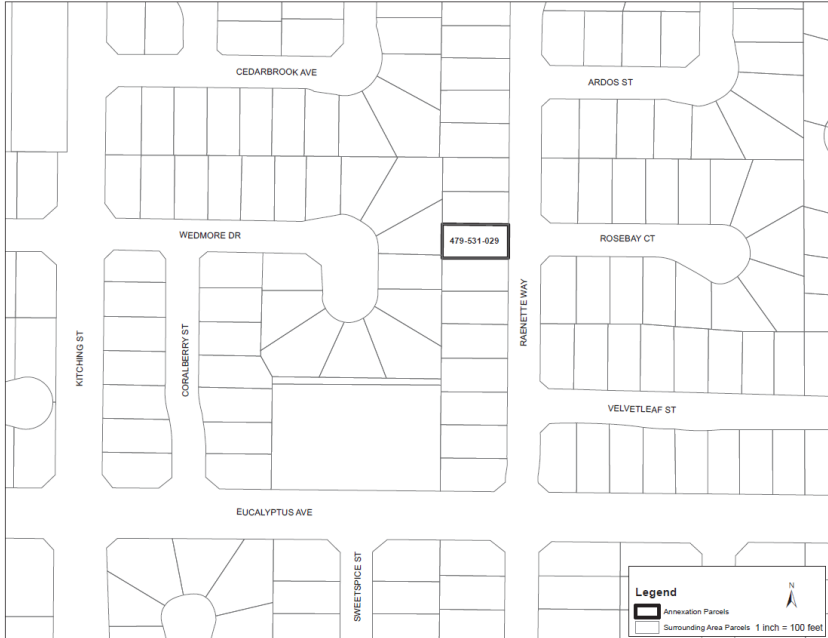 CEDARBROOK AVE
ARDOS ST
WEDMORE DR
479-531-029
ROSEBAY CT
KITCHING ST
CORALBERRY ST
RAENETTE WAY
VELVETLEAF ST
EUCALYPTUS AVE
SWEETSPICE ST
Legend
N
Annexation Parcels
Surrounding Area Parcels 1 inch = 100 feet